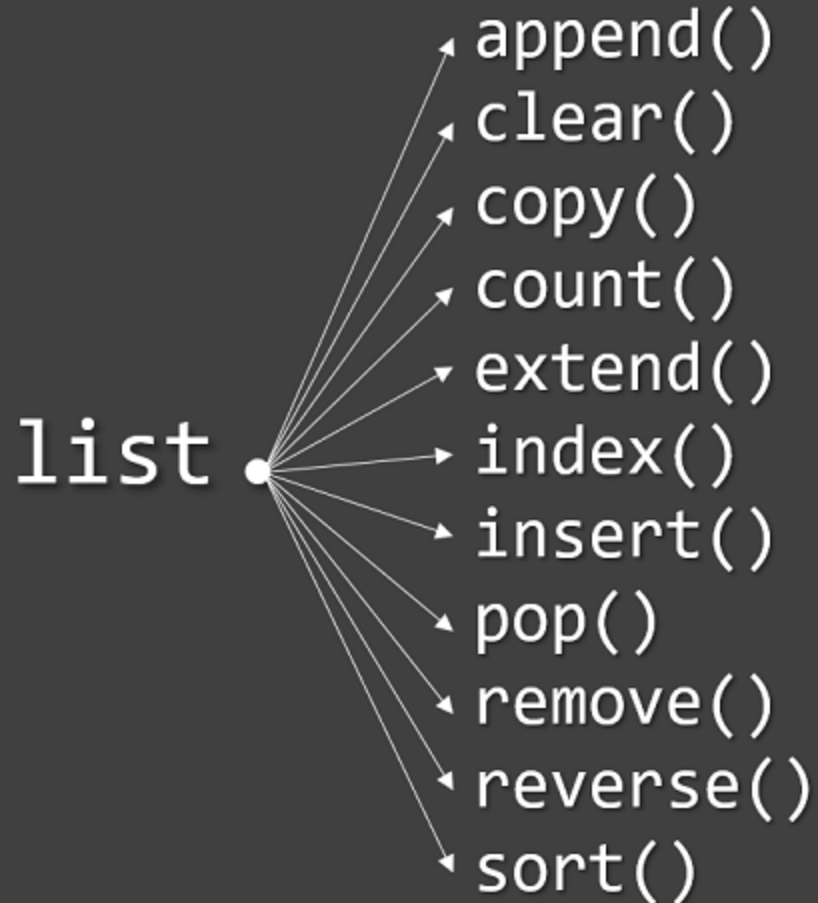 append()
clear()
copy()
count()
extend()
list
index()
insert()
pop()
remove()
reverse()
sort()